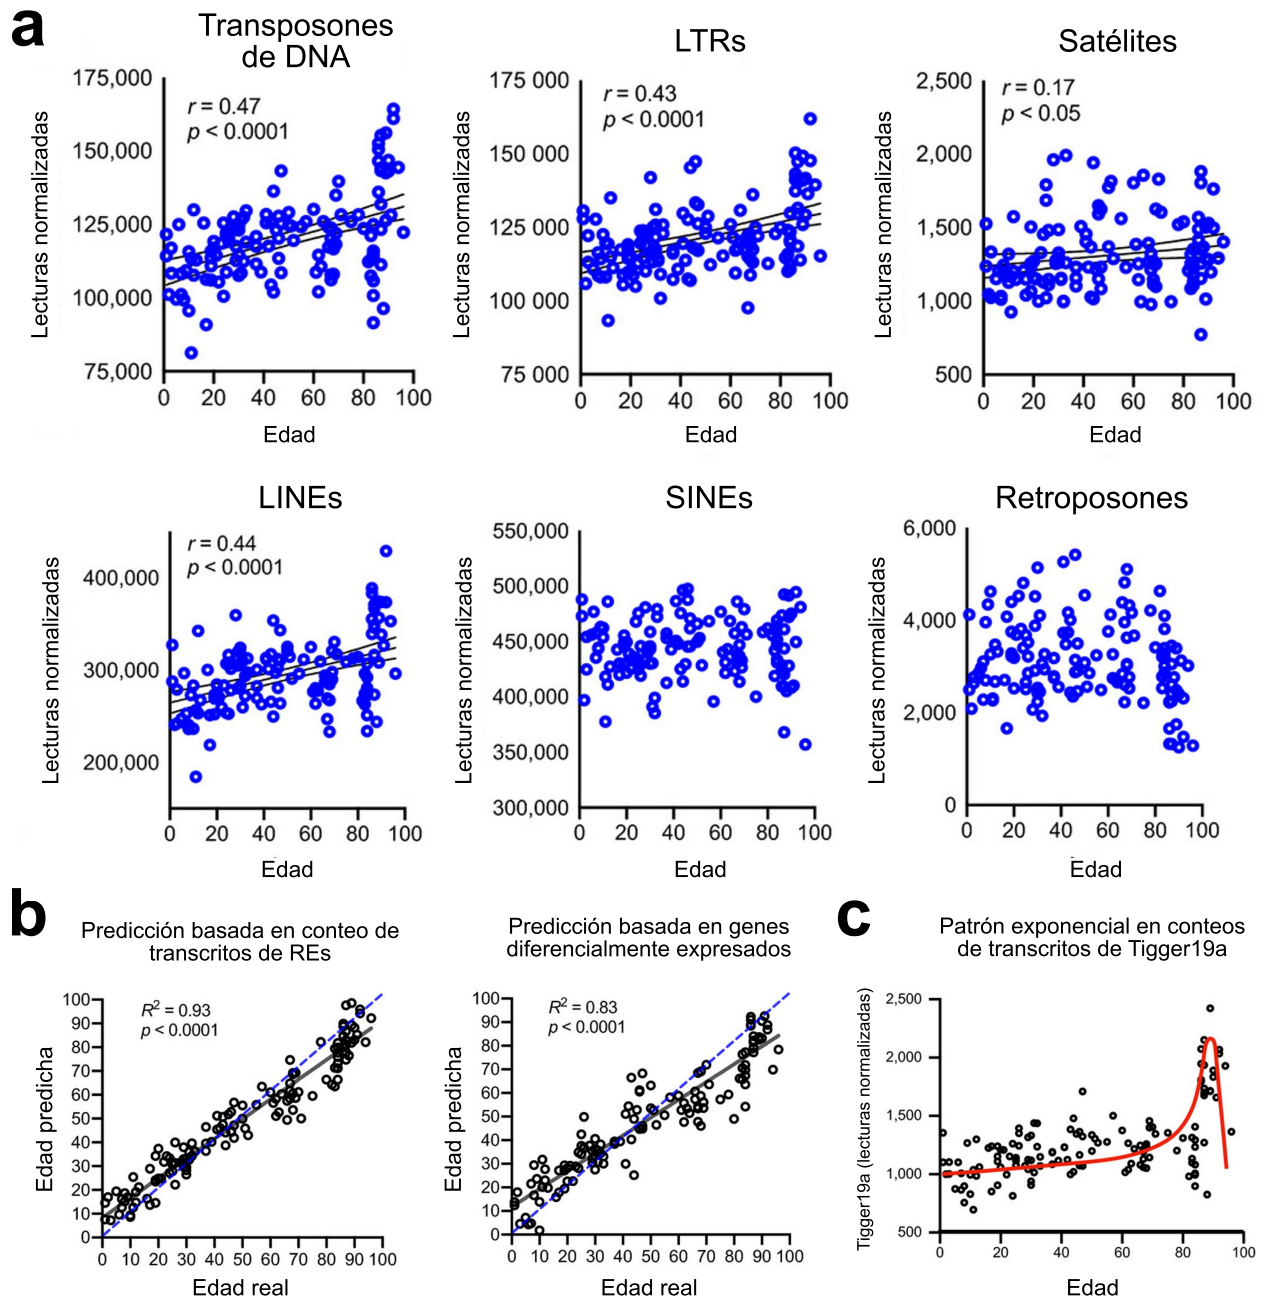 a
Transposones
de DNA
175,000
150,000
125,000
100,000
75,000
Lecturas normalizadas
r = 0.47
p < 0.0001
0 20 40 60 80 100
Edad
LTRs
175 000
150 000
125 000
100 000
75 000
Lecturas normalizadas
r = 0.43
p < 0.0001
0 20 40 60 80 100
Edad
Satélites
2,500
2,000
1,500
1,000
500
Lecturas normalizadas
r = 0.17
p < 0.05
0 20 40 60 80 100
Edad
LINEs
400,000
300,000
200,000
Lecturas normalizadas
r = 0.44
p < 0.0001
0 20 40 60 80 100
Edad
SINEs
550,000
500,000
450,000
400,000
350,000
300,000
Lecturas normalizadas
0 20 40 60 80 100
Edad
Retroposones
6,000
4,000
2,000
0
Lecturas normalizadas
0 20 40 60 80 100
Edad
b
Predicción basada en conteo de
transcritos de REs
100
90
80
70
60
50
40
30
20
10
0
Edad predicha
R² = 0.93
p < 0.0001
0 10 20 30 40 50 60 70 80 90 100
Edad real
Predicción basada en genes
diferencialmente expresados
100
90
80
70
60
50
40
30
20
10
0
Edad predicha
R² = 0.83
p < 0.0001
0 10 20 30 40 50 60 70 80 90 100
Edad real
c
Patrón exponencial en conteos
de transcritos de Tigger19a
2,500
2,000
1,500
1,000
500
Tigger19a (lecturas normalizadas)
0 20 40 60 80 100
Edad